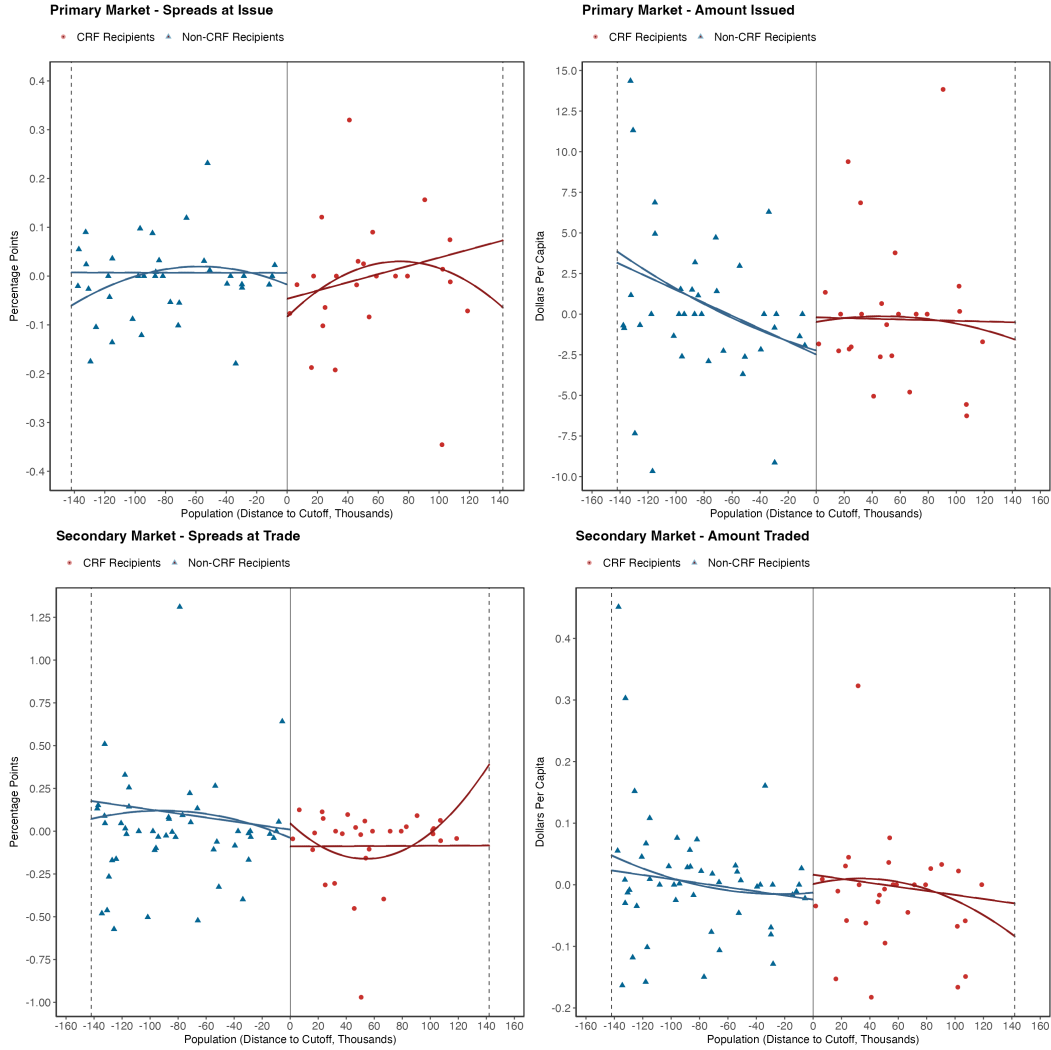 Primary Market - Spreads at Issue
CRF Recipients Non-CRF Recipients
Percentage Points
0.4
0.3
0.2
0.1
0.0
-0.1
-0.2
-0.3
-0.4
-140 -120 -100 -80 -60 -40 -20 0 20 40 60 80 100 120 140
Population (Distance to Cutoff, Thousands)
Primary Market - Amount Issued
CRF Recipients Non-CRF Recipients
Dollars Per Capita
15.0
12.5
10.0
7.5
5.0
2.5
0.0
-2.5
-5.0
-7.5
-10.0
-160 -140 -120 -100 -80 -60 -40 -20 0 20 40 60 80 100 120 140 160
Population (Distance to Cutoff, Thousands)
Secondary Market - Spreads at Trade
CRF Recipients Non-CRF Recipients
Percentage Points
1.25
1.00
0.75
0.50
0.25
0.00
-0.25
-0.50
-0.75
-1.00
-160 -140 -120 -100 -80 -60 -40 -20 0 20 40 60 80 100 120 140 160
Population (Distance to Cutoff, Thousands)
Secondary Market - Amount Traded
CRF Recipients Non-CRF Recipients
Dollars Per Capita
0.4
0.3
0.2
0.1
0.0
-0.1
-0.2
-160 -140 -120 -100 -80 -60 -40 -20 0 20 40 60 80 100 120 140 160
Population (Distance to Cutoff, Thousands)